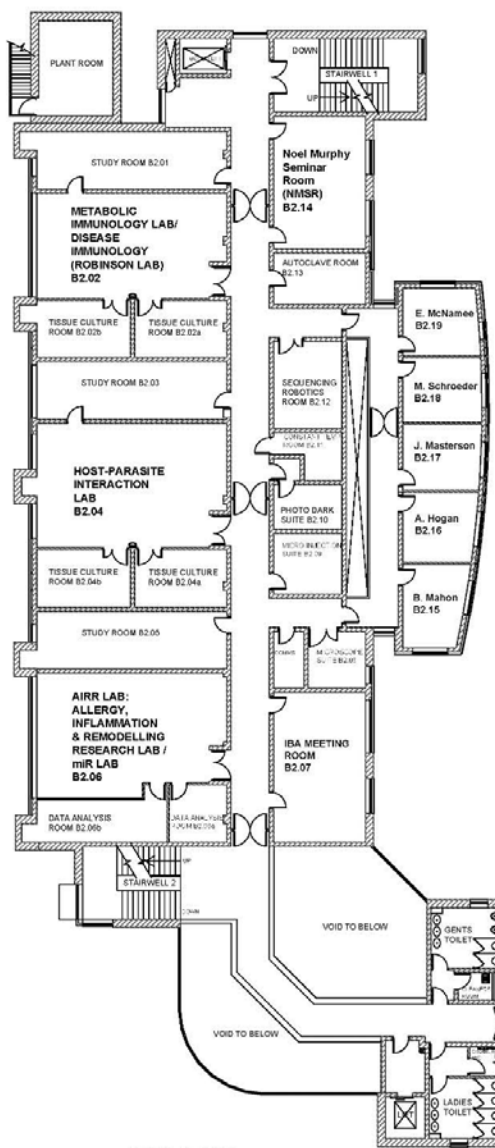 PLANT ROOM
DOWN
STAIRWELL 1
UP
STUDY ROOM B2.01
Noel Murphy
Seminar
Room
(NMSR)
B2.14
METABOLIC
IMMUNOLOGY LAB/
DISEASE
IMMUNOLOGY
(ROBINSON LAB)
B2.02
AUTOCLAVE ROOM
B2.13
TISSUE CULTURE
ROOM B2.02b
TISSUE CULTURE
ROOM B2.02a
E. McNamee
B2.19
M. Schroeder
B2.18
J. Masterson
B2.17
A. Hogan
B2.16
B. Mahon
B2.15
STUDY ROOM B2.03
SEQUENCING
ROBOTICS
ROOM B2.12
HOST-PARASITE
INTERACTION
LAB
B2.04
PHOTO DARK
SUITE B2.10
TISSUE CULTURE
ROOM B2.04b
TISSUE CULTURE
ROOM B2.04a
STUDY ROOM B2.05
MICROSCOPE
AIRR LAB:
ALLERGY,
INFLAMMATION
& REMODELLING
RESEARCH LAB /
miR LAB
B2.06
IBA MEETING
ROOM
B2.07
DATA ANALYSIS
ROOM B2.06b
DATA ANALYSIS
UP
STAIRWELL 2
DOWN
VOID TO BELOW
GENTS
TOILET
VOID TO BELOW
LIFT
LADIES
TOILET